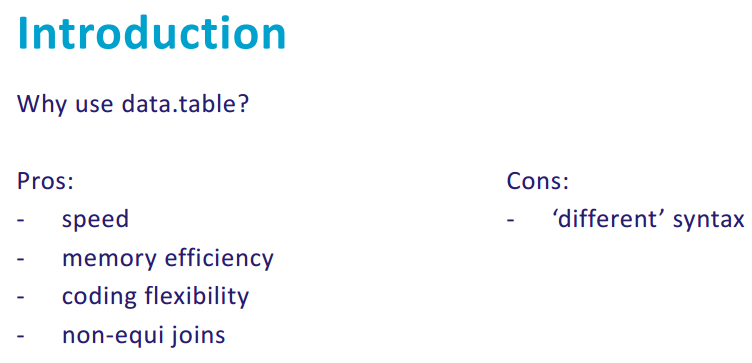 Introduction
Why use data.table?
Pros:
- speed
- memory efficiency
- coding flexibility
- non-equi joins
Cons:
- ‘different’ syntax